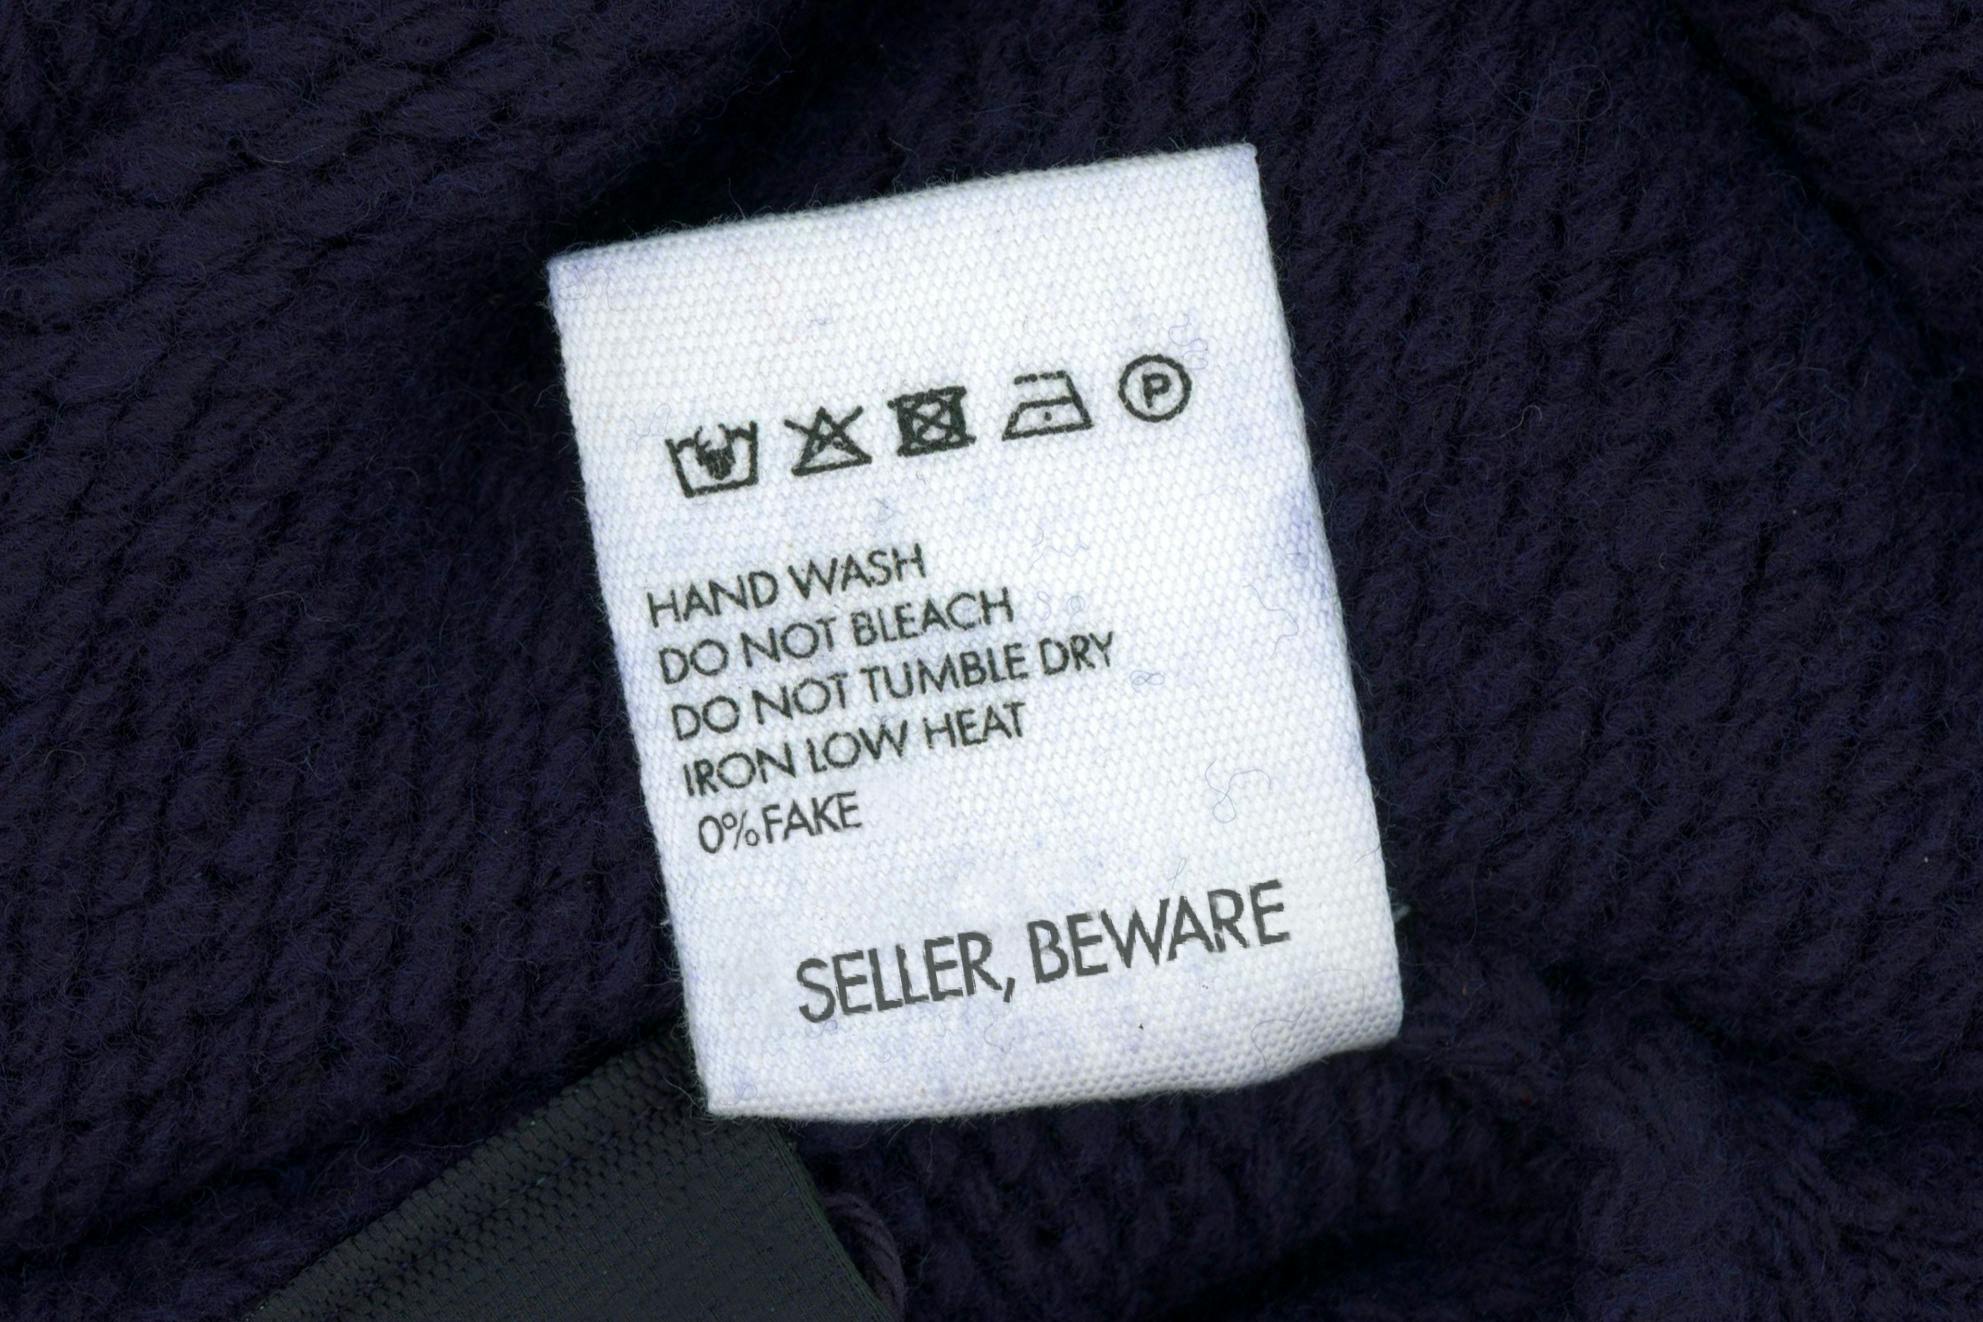 P
HAND WASH
DO NOT BLEACH
DO NOT TUMBLE DRY
IRON LOW HEAT
0% FAKE
SELLER, BEWARE